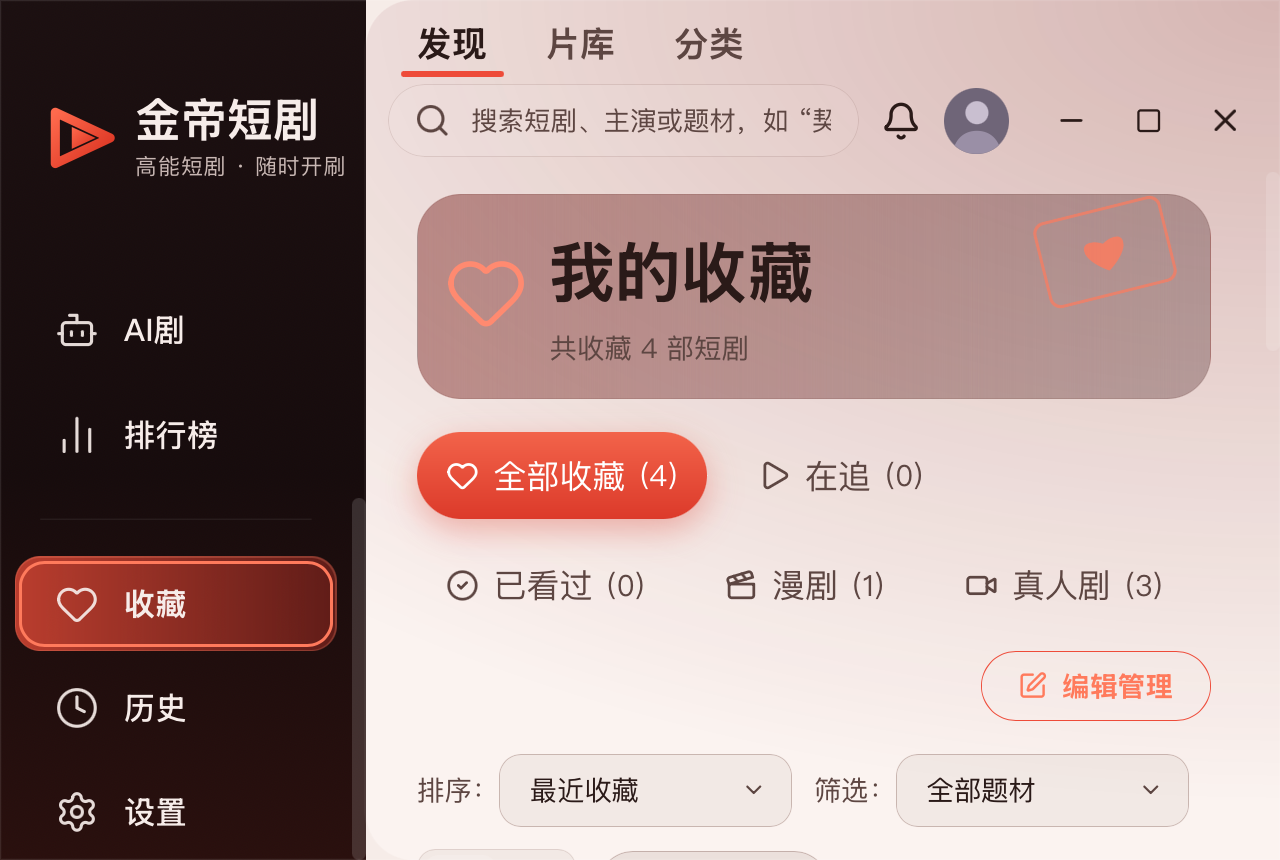 金帝短剧
高能短剧 · 随时开刷
AI剧
排行榜
收藏
历史
设置
发现 片库 分类
搜索短剧、主演或题材，如“契
我的收藏
共收藏 4 部短剧
全部收藏 (4) 在追 (0)
已看过 (0) 漫剧 (1) 真人剧 (3)
编辑管理
排序： 最近收藏 筛选： 全部题材